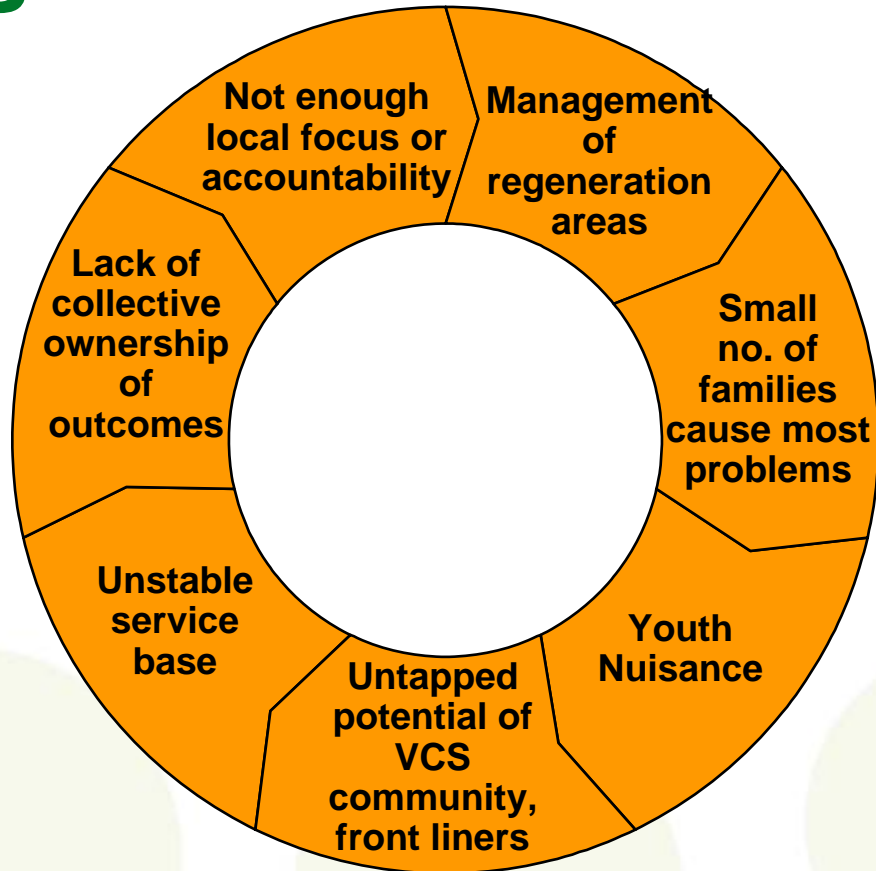 Management
of
regeneration
areas
Small
no. of
families
cause most
problems
Youth
Nuisance
Untapped
potential of
VCS
community,
front liners
Unstable
service
base
Lack of
collective
ownership
of
outcomes
Not enough
local focus or
accountability